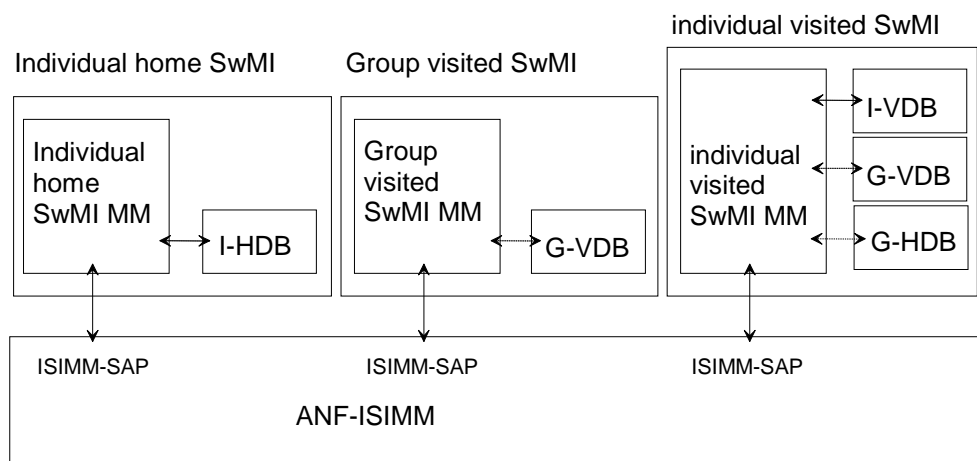 Individual home SwMI
Individual
home
SwMI MM
I-HDB
Group visited SwMI
Group
visited
SwMI MM
G-VDB
individual visited SwMI
individual
visited
SwMI MM
I-VDB
G-VDB
G-HDB
ISIMM-SAP
ISIMM-SAP
ISIMM-SAP
ANF-ISIMM